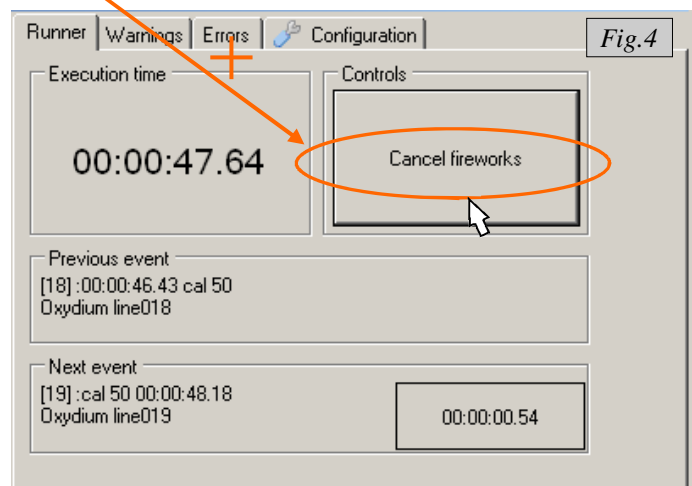 Runner Warnings Errors Configuration
Fig.4
Execution time
00:00:47.64
Controls
Cancel fireworks
Previous event
[18] :00:00:46.43 cal 50
Oxydium line018
Next event
[19] :cal 50 00:00:48.18
Oxydium line019
00:00:00.54